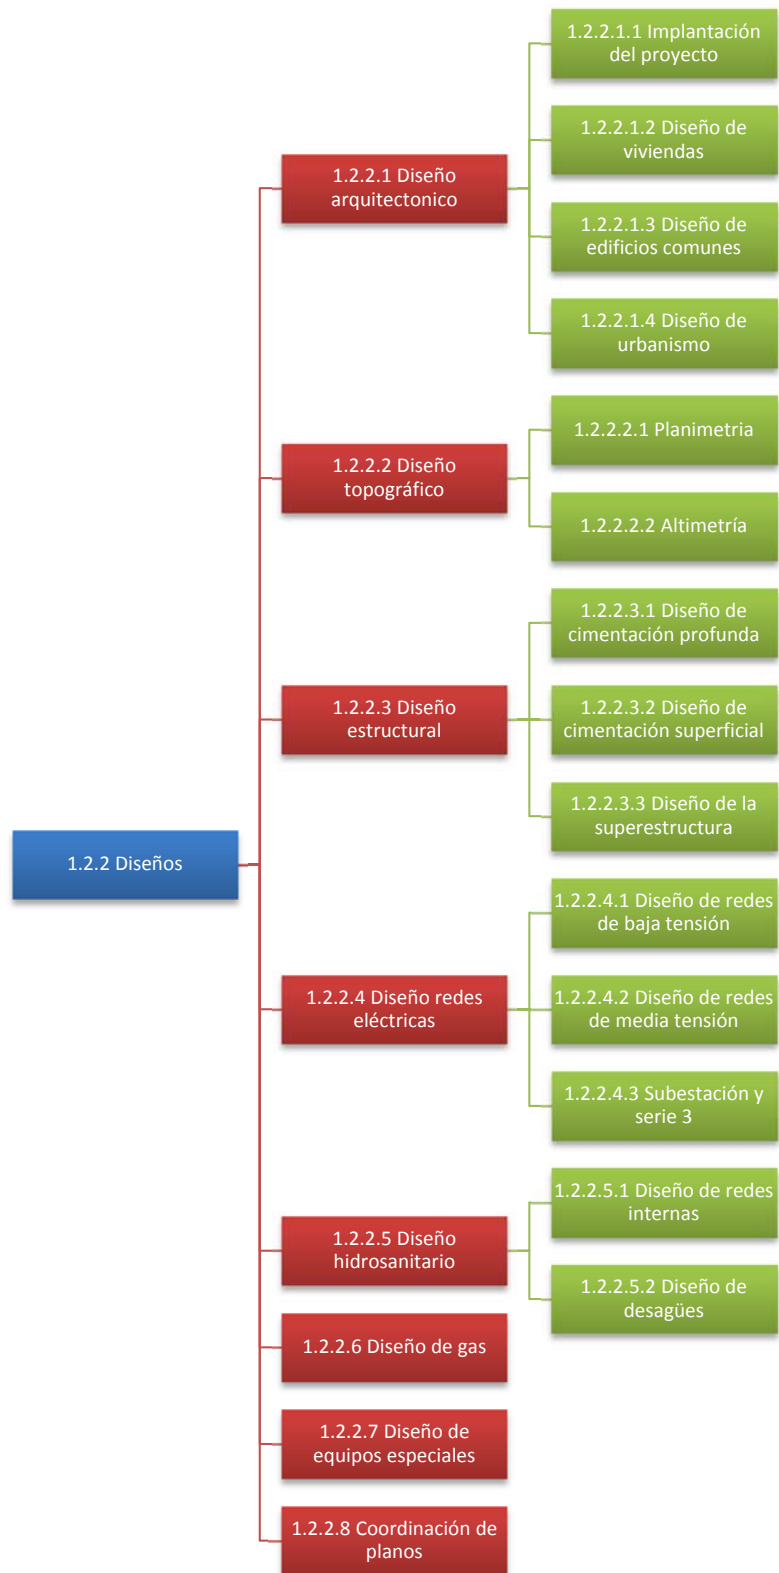 1.2.2 Diseños
1.2.2.1 Diseño
arquitectonico
1.2.2.1.1 Implantación
del proyecto
1.2.2.1.2 Diseño de
viviendas
1.2.2.1.3 Diseño de
edificios comunes
1.2.2.1.4 Diseño de
urbanismo
1.2.2.2 Diseño
topográfico
1.2.2.2.1 Planimetria
1.2.2.2.2 Altimetría
1.2.2.3 Diseño
estructural
1.2.2.3.1 Diseño de
cimentación profunda
1.2.2.3.2 Diseño de
cimentación superficial
1.2.2.3.3 Diseño de la
superestructura
1.2.2.4 Diseño redes
eléctricas
1.2.2.4.1 Diseño de redes
de baja tensión
1.2.2.4.2 Diseño de redes
de media tensión
1.2.2.4.3 Subestación y
serie 3
1.2.2.5 Diseño
hidrosanitario
1.2.2.5.1 Diseño de redes
internas
1.2.2.5.2 Diseño de
desagües
1.2.2.6 Diseño de gas
1.2.2.7 Diseño de
equipos especiales
1.2.2.8 Coordinación de
planos